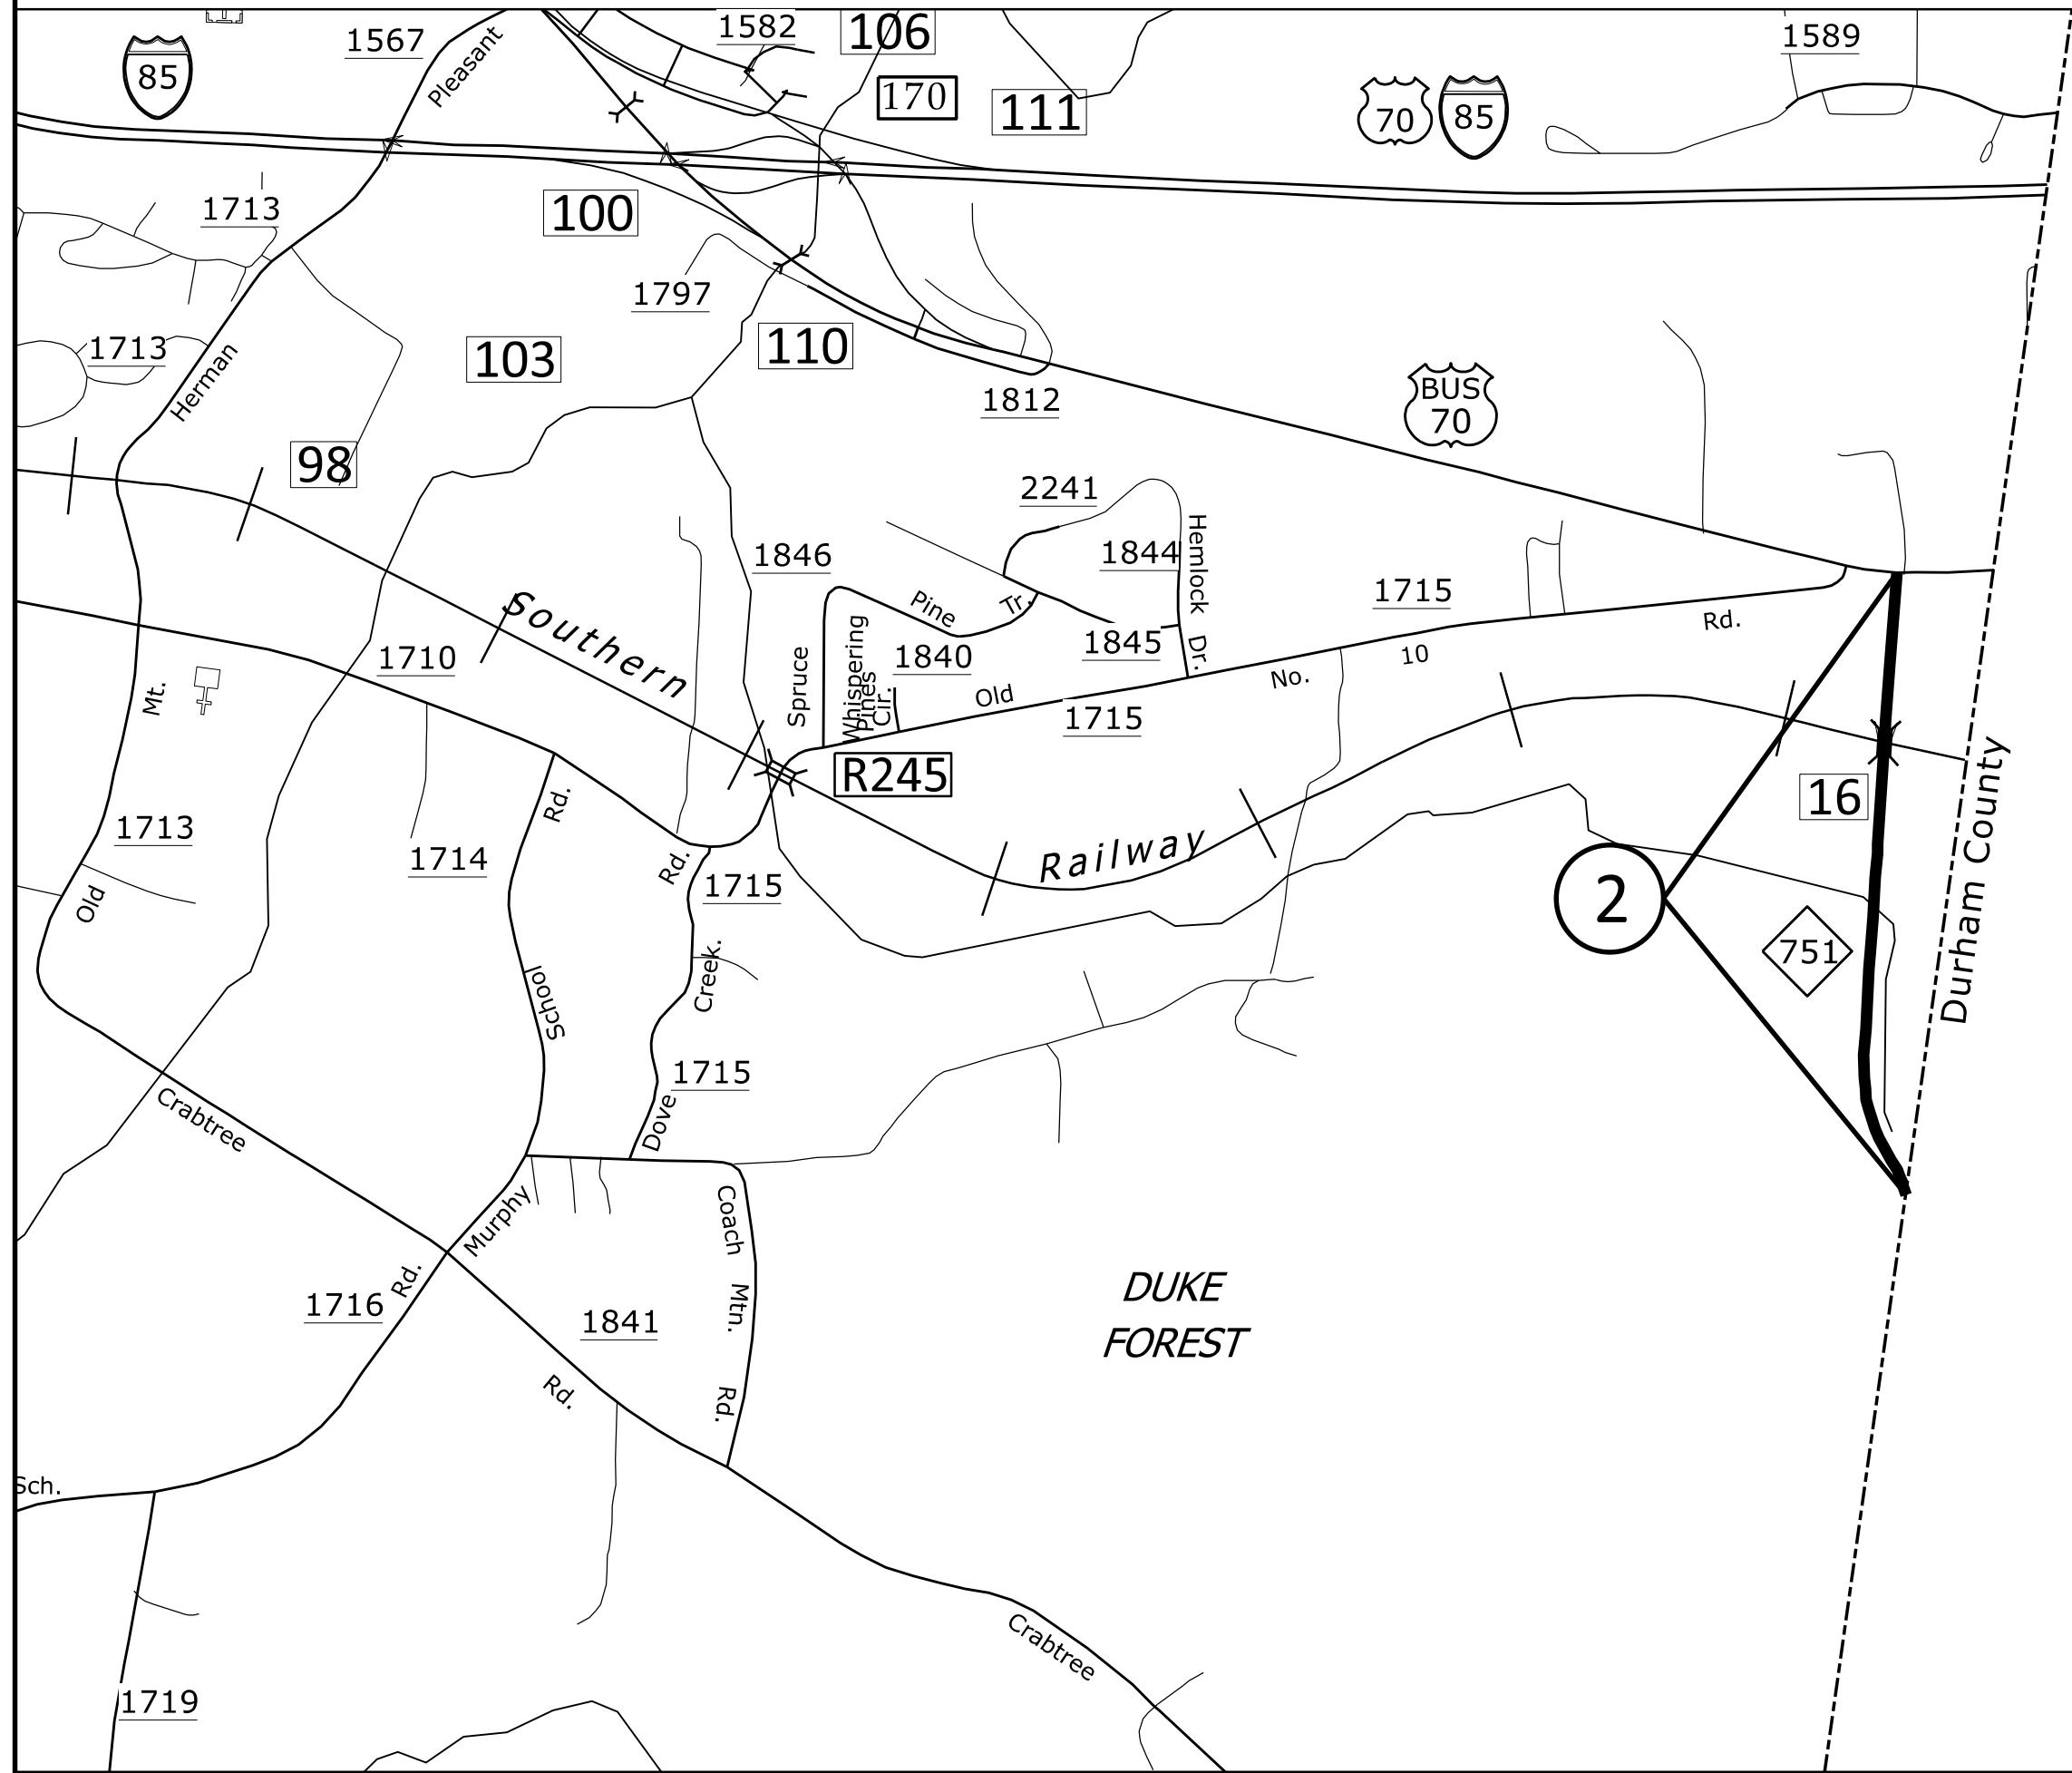 1567
Pleasant
1582
106
1589
85
170
111
70
85
1713
100
1797
1713
Herman
103
110
1812
BUS
70
98
2241
1846
1844
Hemlock Dr.
Pine Tr.
1715
Southern
1710
1840
1845
Rd.
Spruce
Whispering
Pines
Cir.
Old No. 10
Mt.
1715
R245
16
Rd.
1713
1714
Rd.
1715
Railway
2
Durham County
Old
751
School
Creek.
1715
Dove
Crabtree
Murphy
Coach Mtn. Rd.
Rd.
1716
1841
DUKE
FOREST
Rd.
Sch.
Crabtree
1719